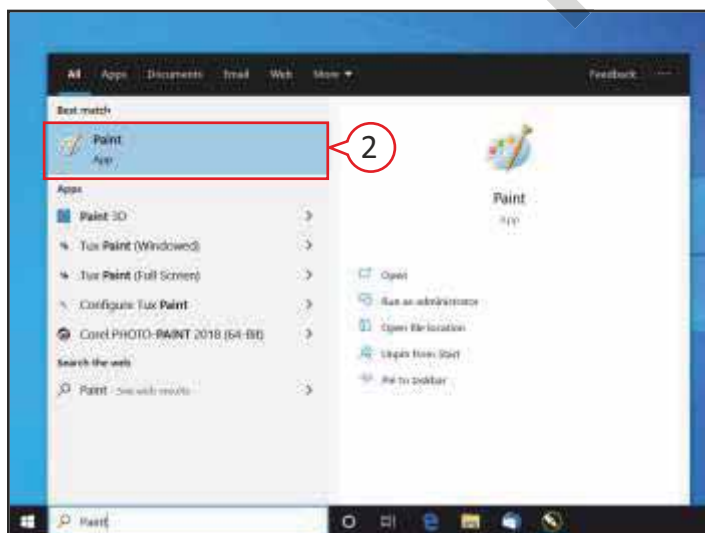 All Apps Documents Email Web More Feedback ...
Best match
Paint
App
2
Apps
Paint 3D
Tux Paint (Windowed)
Tux Paint (Full Screen)
Configure Tux Paint
Corel PHOTO-PAINT 2018 (64-Bit)
Search the web
Paint - See web results
Paint
App
Open
Run as administrator
Open file location
Unpin from Start
Pin to taskbar
Paint